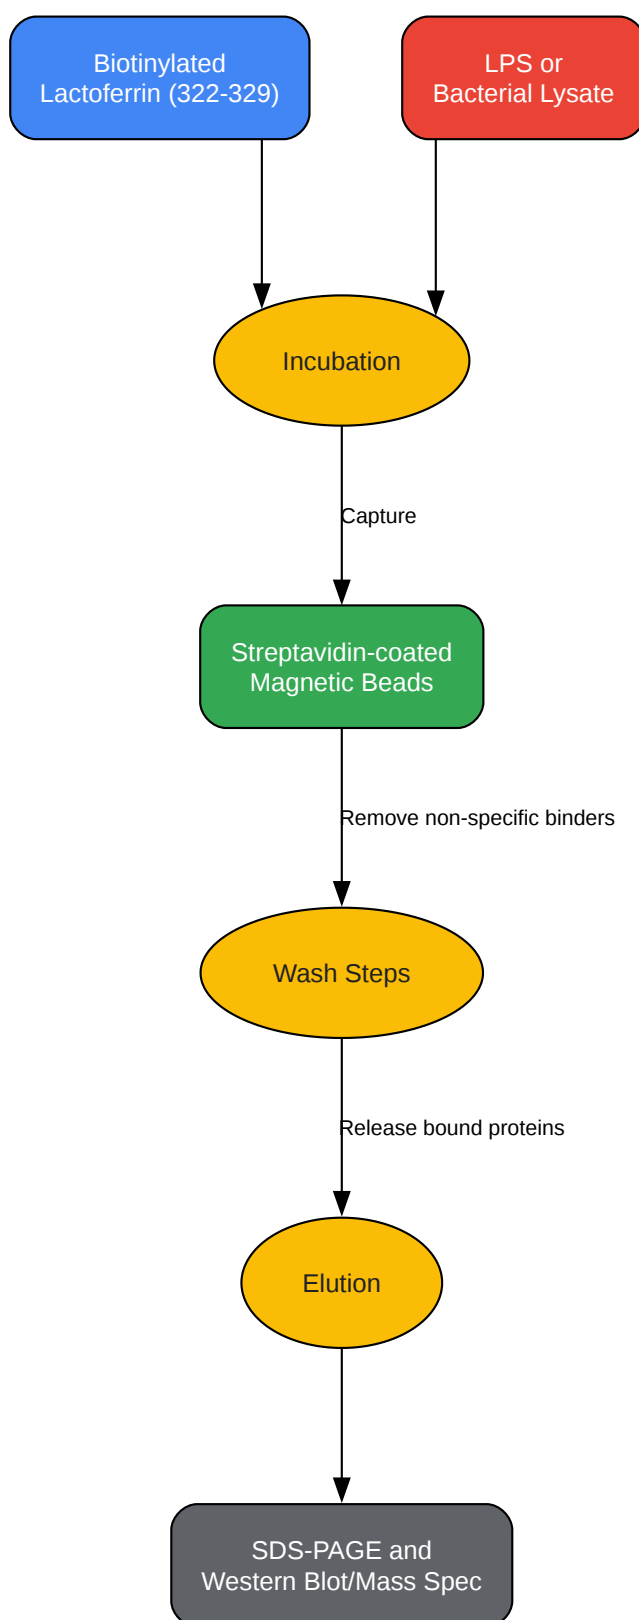 Biotinylated
Lactoferrin (322-329)
LPS or
Bacterial Lysate
Incubation
Capture
Streptavidin-coated
Magnetic Beads
Remove non-specific binders
Wash Steps
Release bound proteins
Elution
SDS-PAGE and
Western Blot/Mass Spec